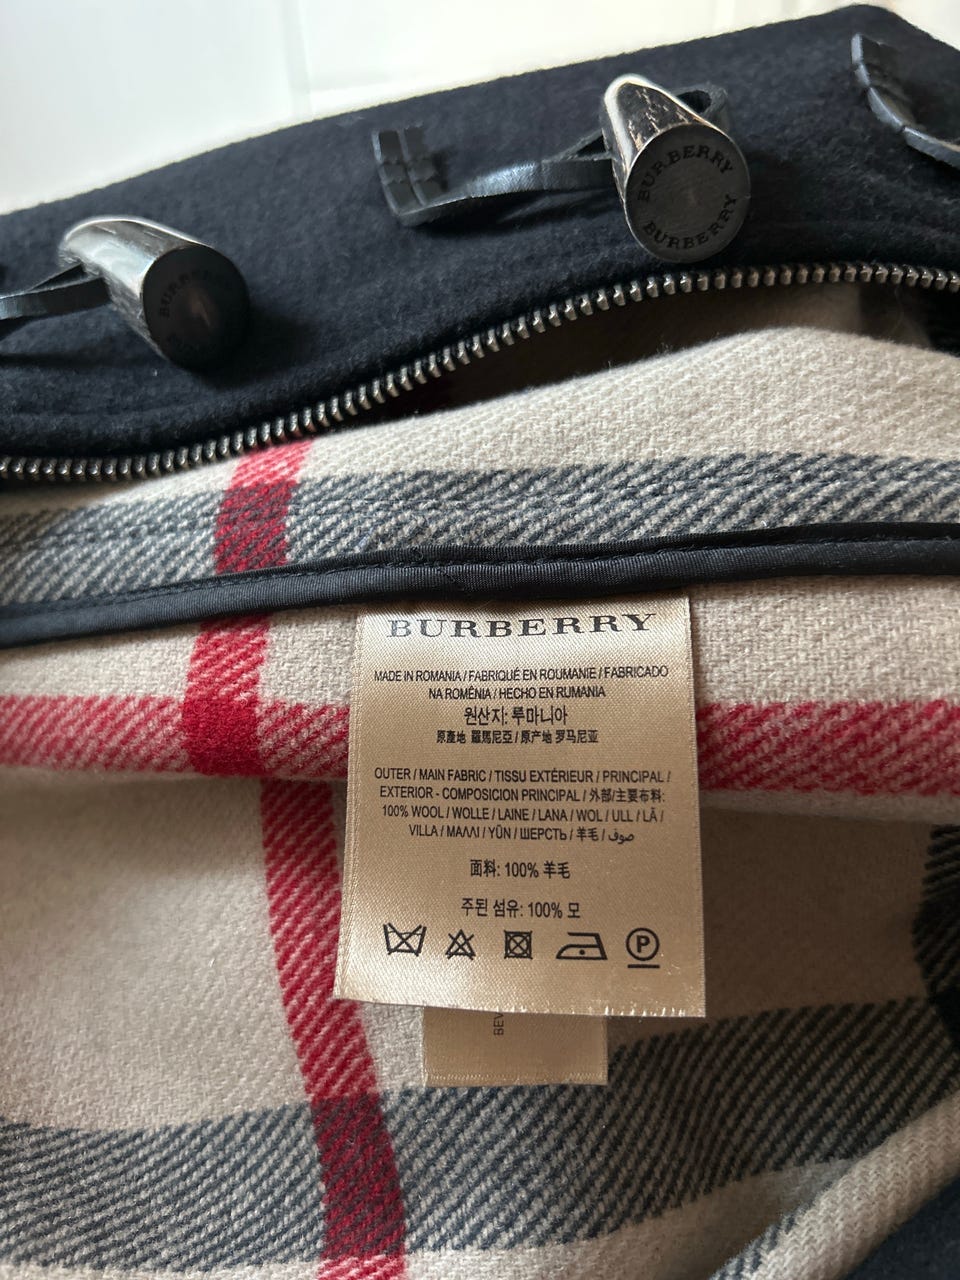 BURBERRY
BURBERRY
BURBERRY
BURBERRY
MADE IN ROMANIA / FABRIQUÉ EN ROUMANIE / FABRICADO
NA ROMÉNIA / HECHO EN RUMANIA
원산지: 루마니아
原產地 羅馬尼亞 / 原产地 罗马尼亚
OUTER / MAIN FABRIC / TISSU EXTÉRIEUR / PRINCIPAL /
EXTERIOR - COMPOSICION PRINCIPAL / 外部/主要布料:
100% WOOL / WOLLE / LAINE / LANA / WOL / ULL / LÃ /
VILLA / ΜΑΛΛΙ / YÜN / ШЕРСТЬ / 羊毛 / صوف
面料: 100% 羊毛
주된 섬유: 100% 모
P